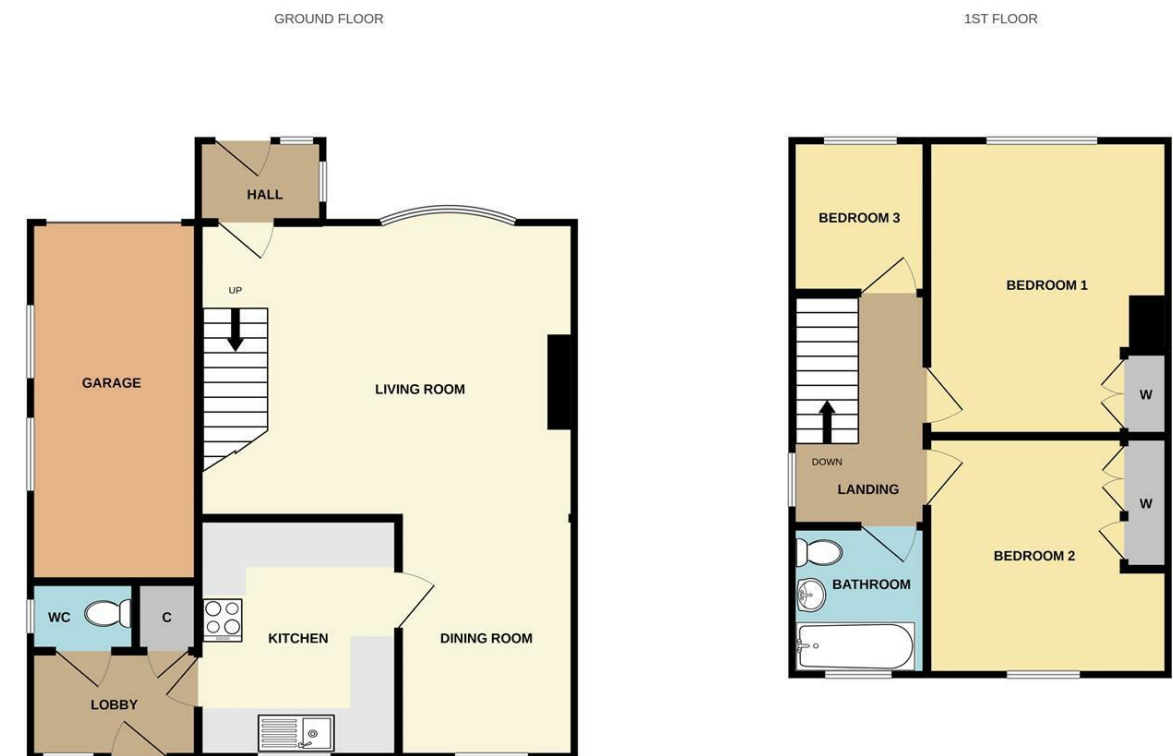 GROUND FLOOR
HALL
UP
GARAGE
LIVING ROOM
WC
C
KITCHEN
DINING ROOM
LOBBY
1ST FLOOR
BEDROOM 3
BEDROOM 1
W
DOWN
LANDING
W
BEDROOM 2
BATHROOM